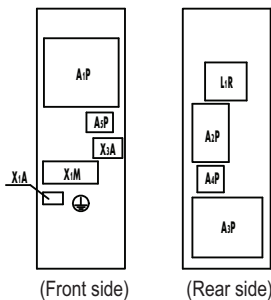 A1P
A5P
X3A
X1M
X1A
(Front side)
L1R
A2P
A4P
A3P
(Rear side)